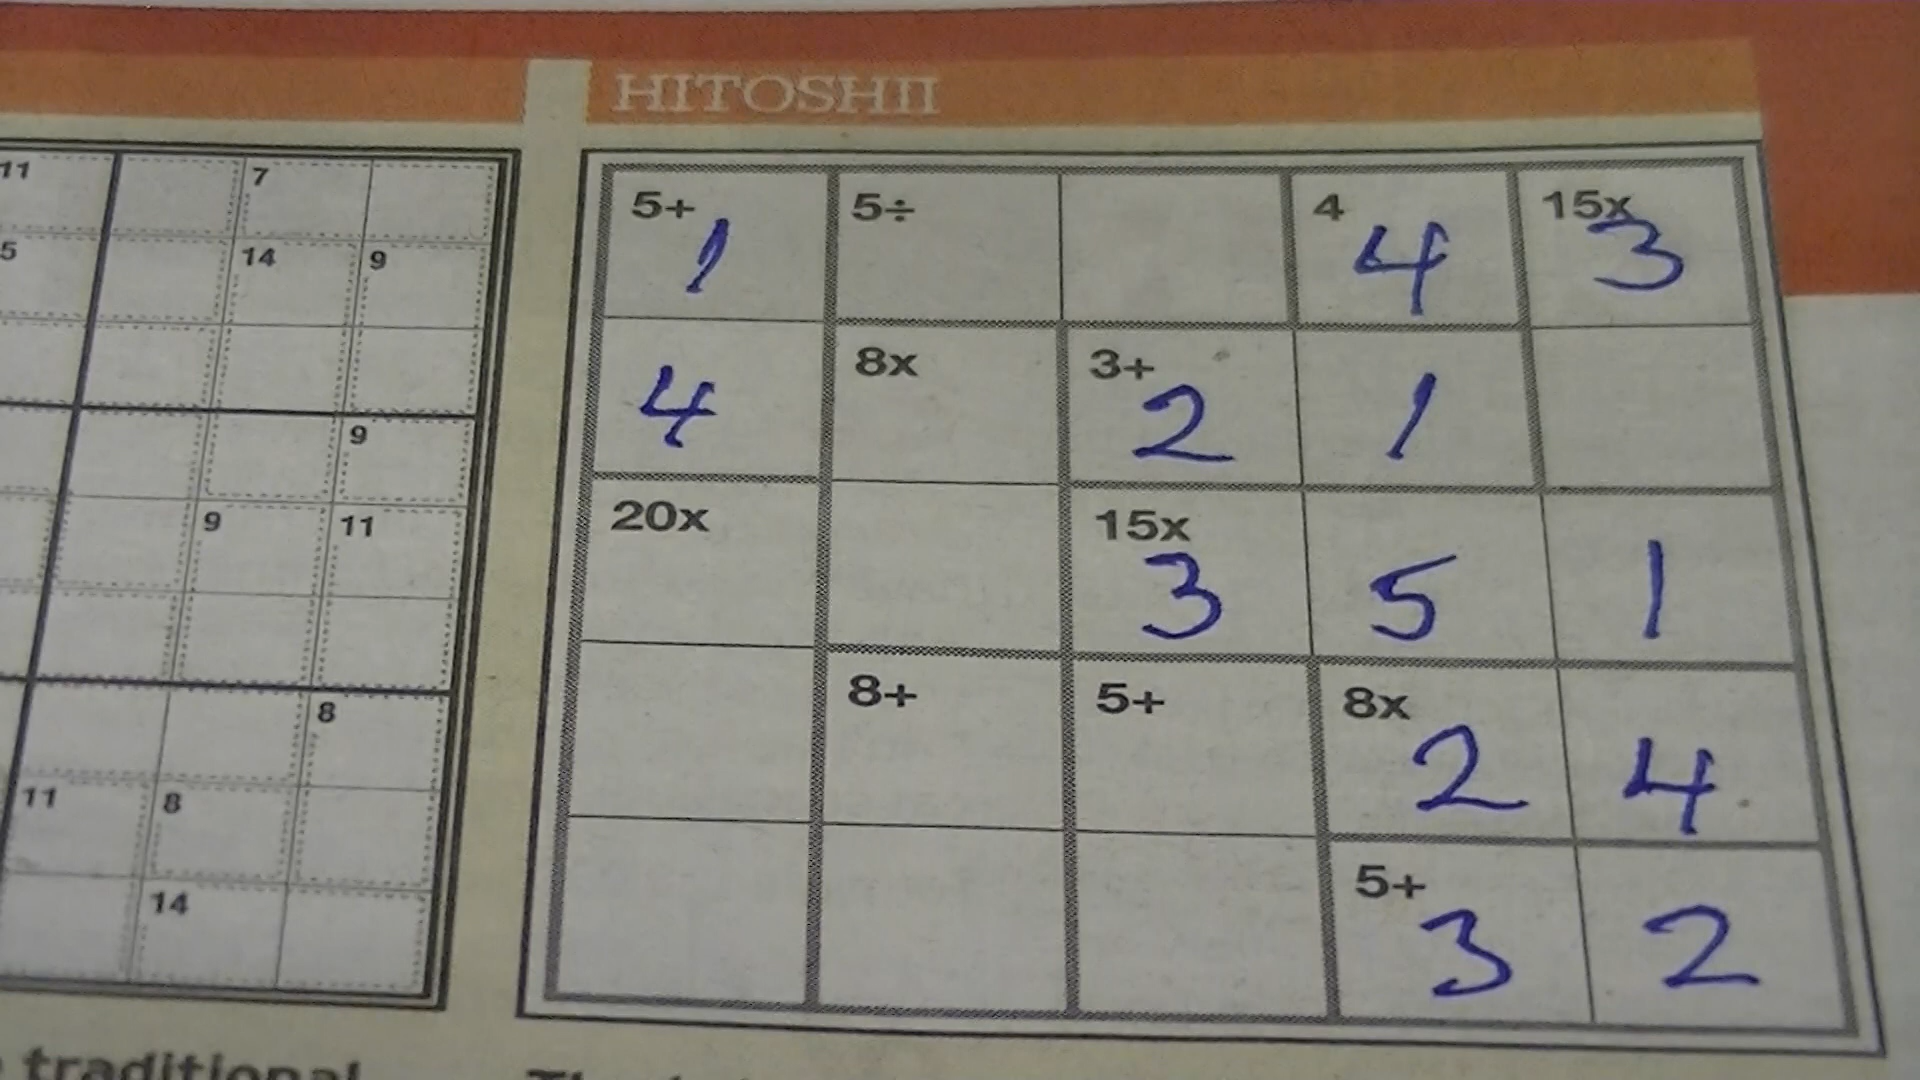 HITOSHII
11 7
5 14 9
9
9 11
8
11 8
14
5+ 1 5÷ 4 4 15x 3
4 8x 3+ 2 1
20x 15x 3 5 1
8+ 5+ 8x 2 4
5+ 3 2
traditional